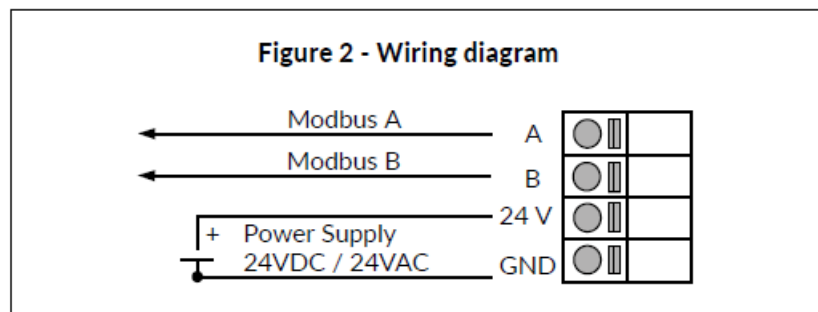 Figure 2 - Wiring diagram
Modbus A
A
Modbus B
B
24 V
+ Power Supply
24VDC / 24VAC
GND